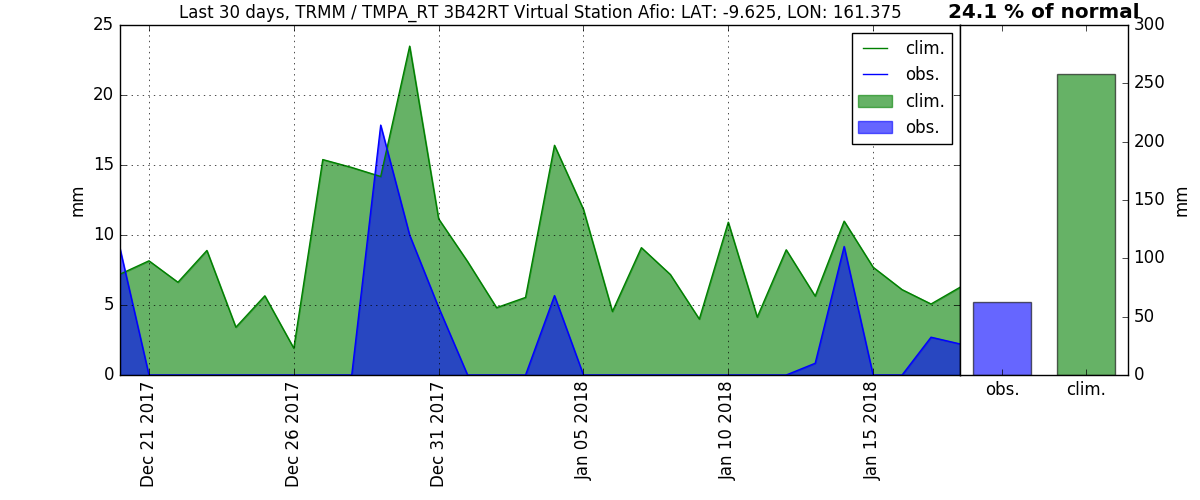 Last 30 days, TRMM / TMPA_RT 3B42RT Virtual Station Afio: LAT: -9.625, LON: 161.375
24.1 % of normal
25
20
15
10
5
0
mm
clim.
obs.
clim.
obs.
300
250
200
150
100
50
0
mm
obs.
clim.
Dec 21 2017
Dec 26 2017
Dec 31 2017
Jan 05 2018
Jan 10 2018
Jan 15 2018